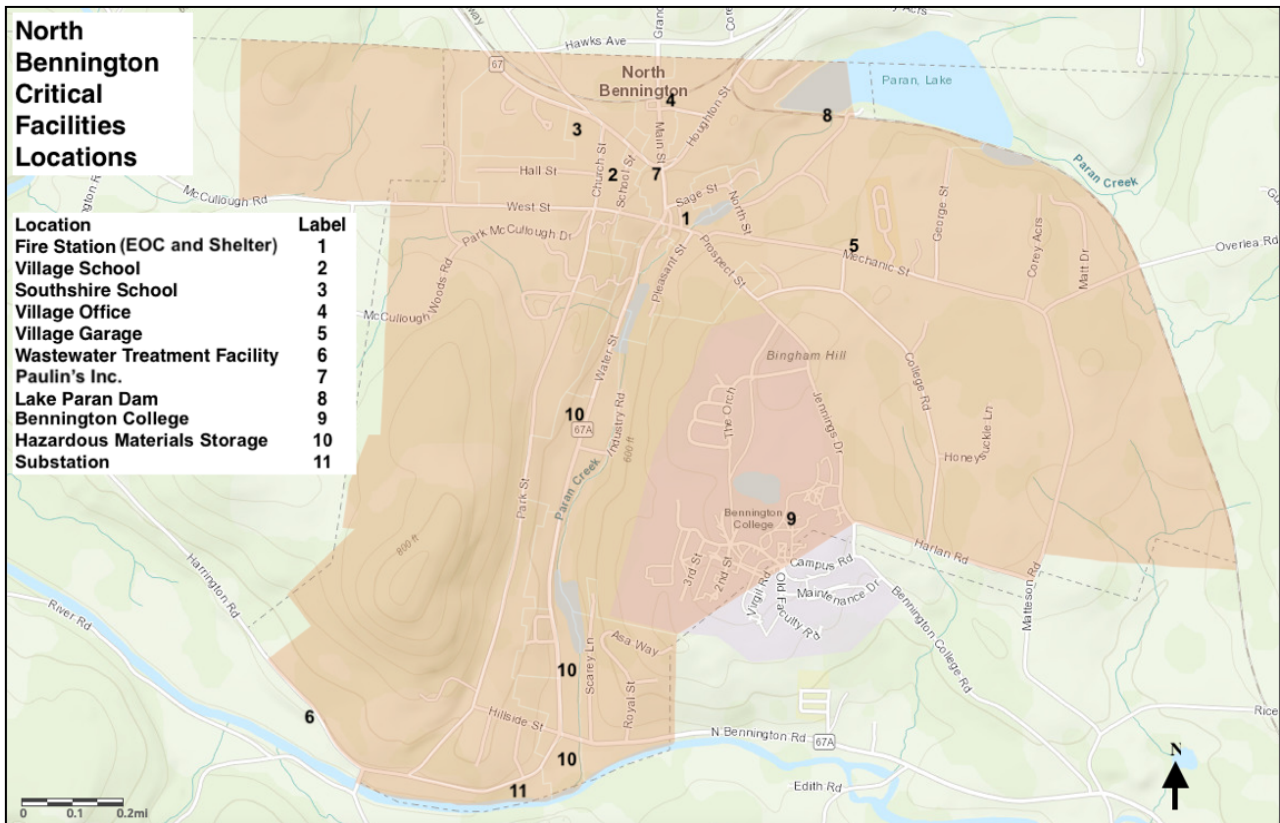 North
Bennington
Critical
Facilities
Locations
Location Label
Fire Station (EOC and Shelter) 1
Village School 2
Southshire School 3
Village Office 4
Village Garage 5
Wastewater Treatment Facility 6
Paulin's Inc. 7
Lake Paran Dam 8
Bennington College 9
Hazardous Materials Storage 10
Substation 11
Hawks Ave
67
North
Bennington
4
Paran, Lake
8
3
Main St
Houghton St
Church St
School St
Hall St
2
7
Paran Creek
McCullough Rd
West St
Sage St
North St
1
George St
Park McCullough Dr
Pleasant St
Prospect St
5
Mechanic St
Corey Acrs
Matt Dr
Overlea Rd
McCullough Woods Rd
Water St
Bingham Hill
College Rd
The Orch
Jennings Dr
10
67A
Industry Rd
600 ft
Honeysuckle Ln
Park St
Paran Creek
Bennington
College
9
800 ft
Harlan Rd
3rd St
2nd St
Campus Rd
Virgil Rd
Old Faculty Rd
Maintenance Dr
Bennington College Rd
Matteson Rd
Harrington Rd
River Rd
Asa Way
10
Scarey Ln
Royal St
6
Hillside St
N Bennington Rd
67A
Rice
10
11
Edith Rd
N
0 0.1 0.2mi